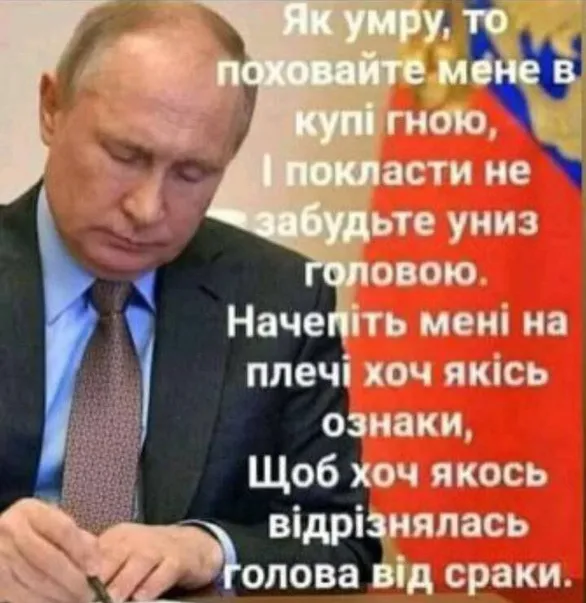 Як умру, то
поховайте мене в
купі гною,
І покласти не
забудьте униз
головою.
Начепіть мені на
плечі хоч якісь
ознаки,
Щоб хоч якось
відрізнялась
голова від сраки.